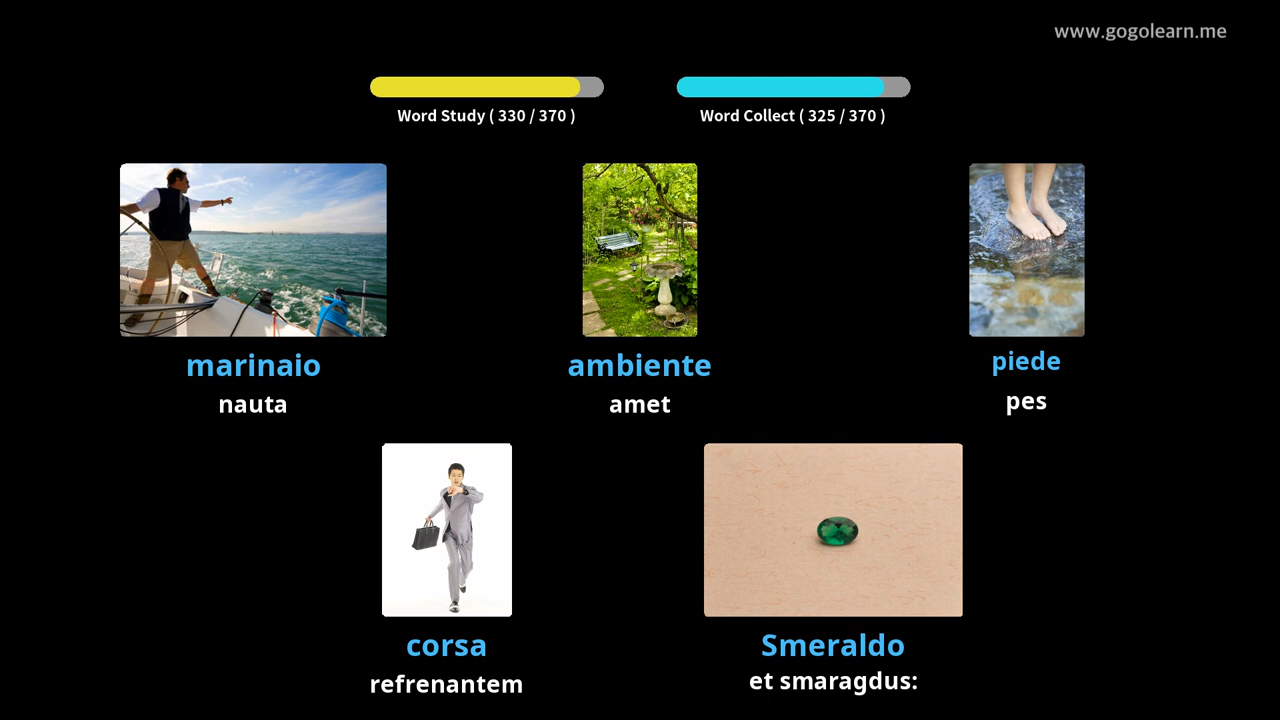 www.gogolearn.me
Word Study ( 330 / 370 )
Word Collect ( 325 / 370 )
marinaio
nauta
ambiente
amet
piede
pes
corsa
refrenantem
Smeraldo
et smaragdus: